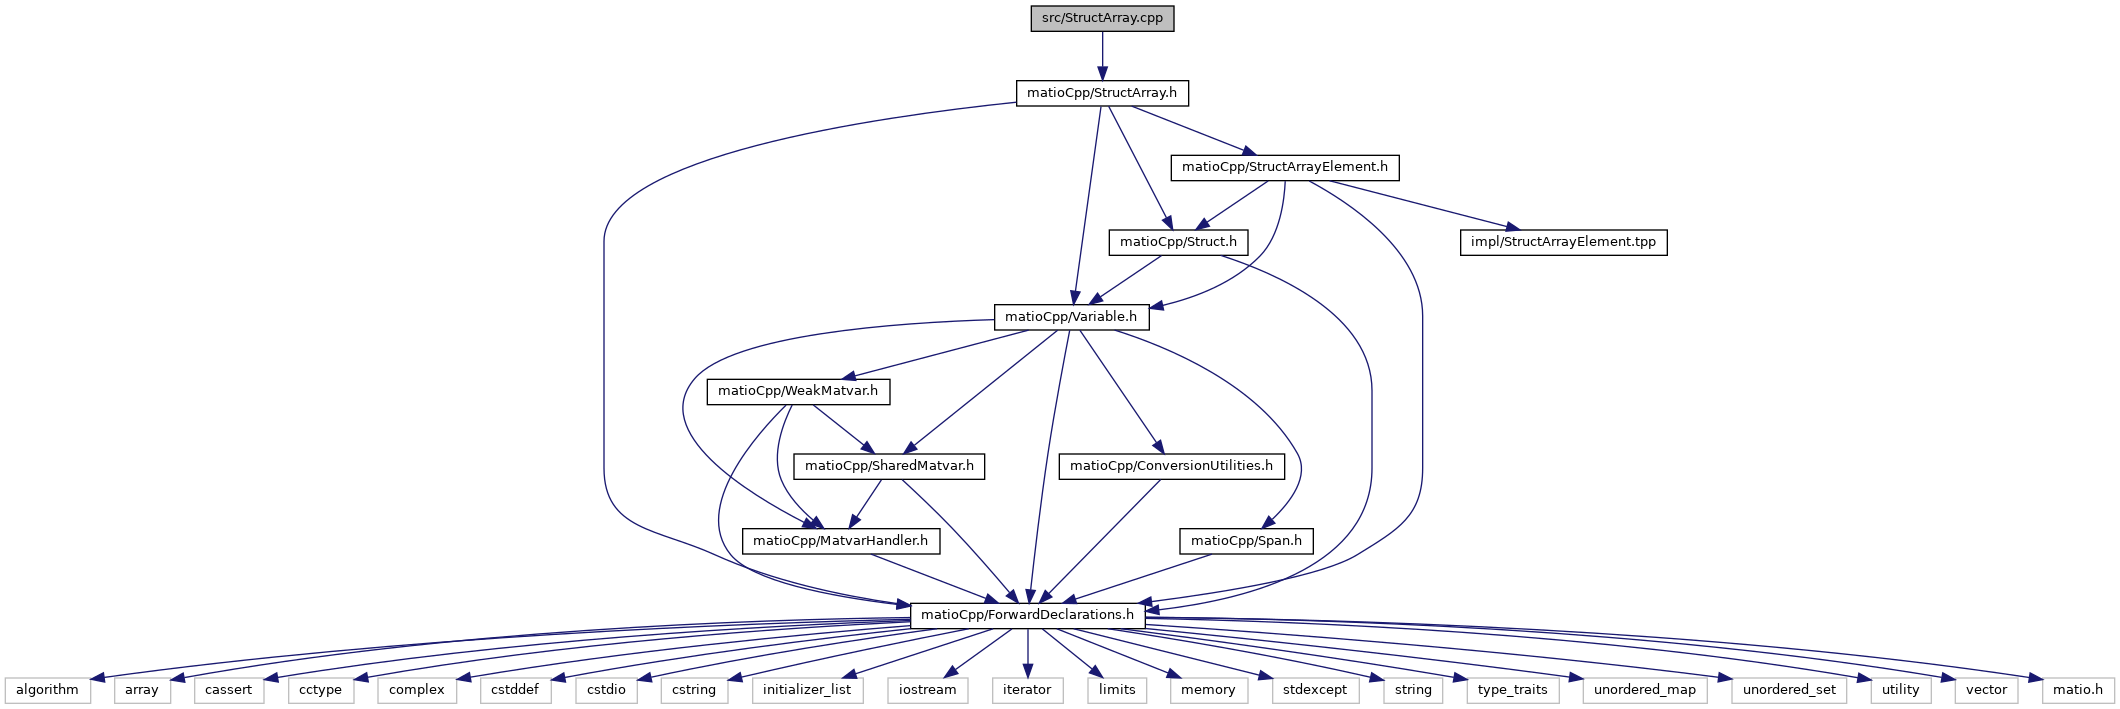 src/StructArray.cpp
matioCpp/StructArray.h
matioCpp/StructArrayElement.h
matioCpp/Struct.h
impl/StructArrayElement.tpp
matioCpp/Variable.h
matioCpp/WeakMatvar.h
matioCpp/SharedMatvar.h
matioCpp/ConversionUtilities.h
matioCpp/MatvarHandler.h
matioCpp/Span.h
matioCpp/ForwardDeclarations.h
algorithm
array
cassert
cctype
complex
cstddef
cstdio
cstring
initializer_list
iostream
iterator
limits
memory
stdexcept
string
type_traits
unordered_map
unordered_set
utility
vector
matio.h